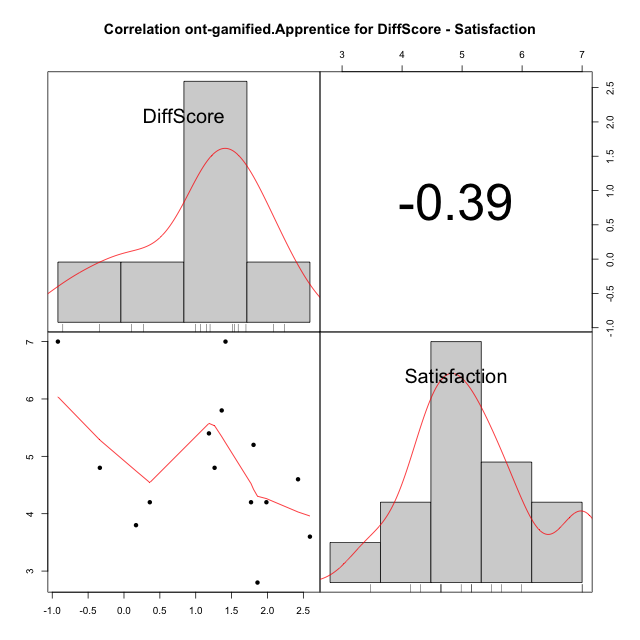 Correlation ont-gamified.Apprentice for DiffScore - Satisfaction
3 4 5 6 7
DiffScore
-0.39
-1.0 -0.5 0.0 0.5 1.0 1.5 2.0 2.5
3 4 5 6 7
Satisfaction
-1.0 -0.5 0.0 0.5 1.0 1.5 2.0 2.5